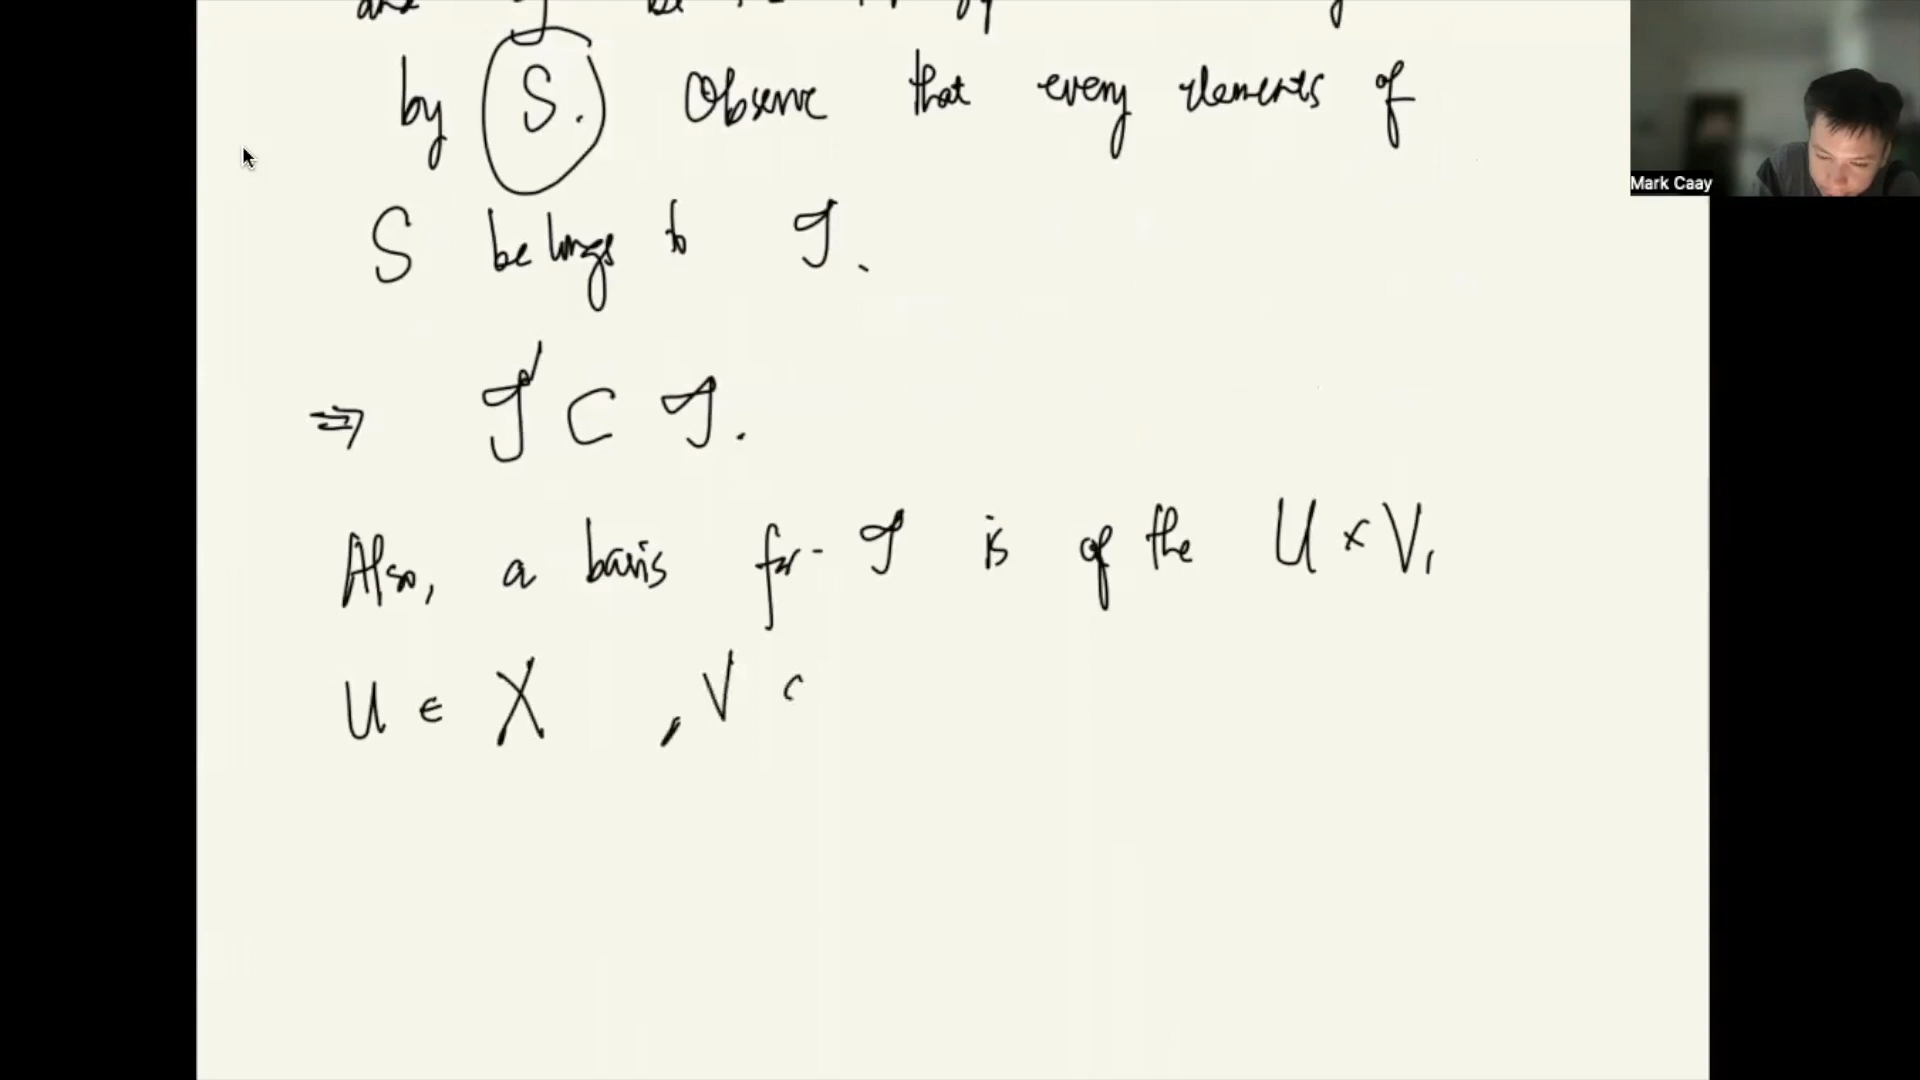 by S. Observe that every elements of
S belongs to 𝒯.
⇒ 𝒯' ⊂ 𝒯.
Also, a basis for 𝒯 is of the U × V,
U ∈ X , V
Mark Caay